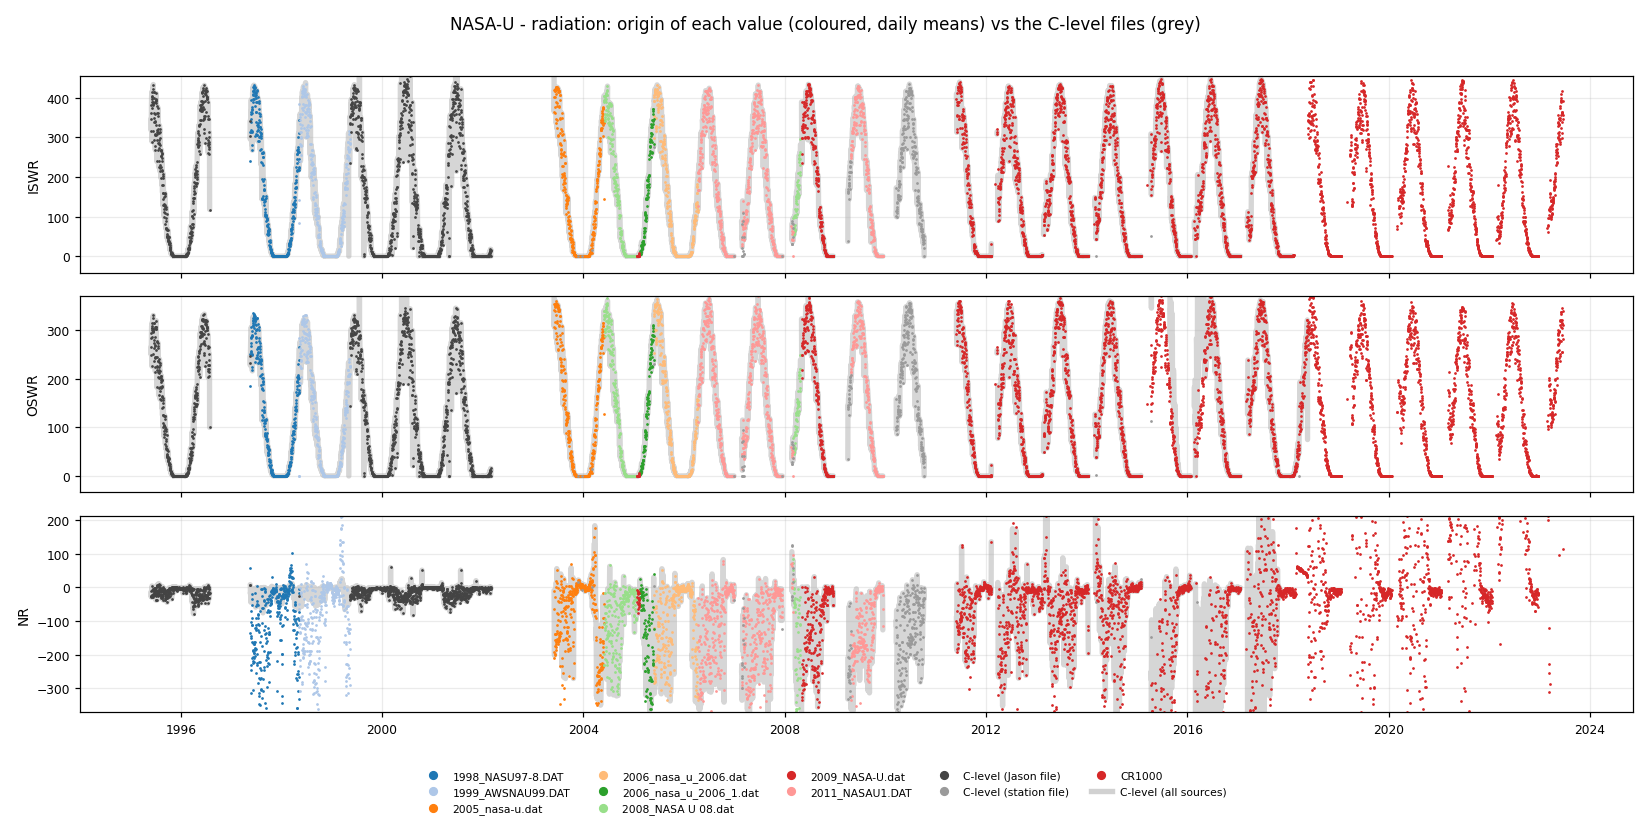 NASA-U - radiation: origin of each value (coloured, daily means) vs the C-level files (grey)
ISWR
400
300
200
100
0
OSWR
300
200
100
0
NR
200
100
0
−100
−200
−300
1996
2000
2004
2008
2012
2016
2020
2024
1998_NASU97-8.DAT
1999_AWSNAU99.DAT
2005_nasa-u.dat
2006_nasa_u_2006.dat
2006_nasa_u_2006_1.dat
2008_NASA U 08.dat
2009_NASA-U.dat
2011_NASAU1.DAT
C-level (Jason file)
C-level (station file)
CR1000
C-level (all sources)